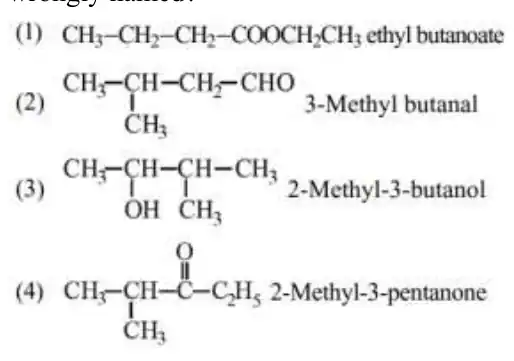 wrongly named?
(1) CH₃–CH₂–CH₂–COOCH₂CH₃ ethyl butanoate
CH₃–CH–CH₂–CHO
(2) 3-Methyl butanal
CH₃
CH₃–CH–CH–CH₃
(3) 2-Methyl-3-butanol
OH CH₃
O
(4) CH₃–CH–C–C₂H₅ 2-Methyl-3-pentanone
CH₃